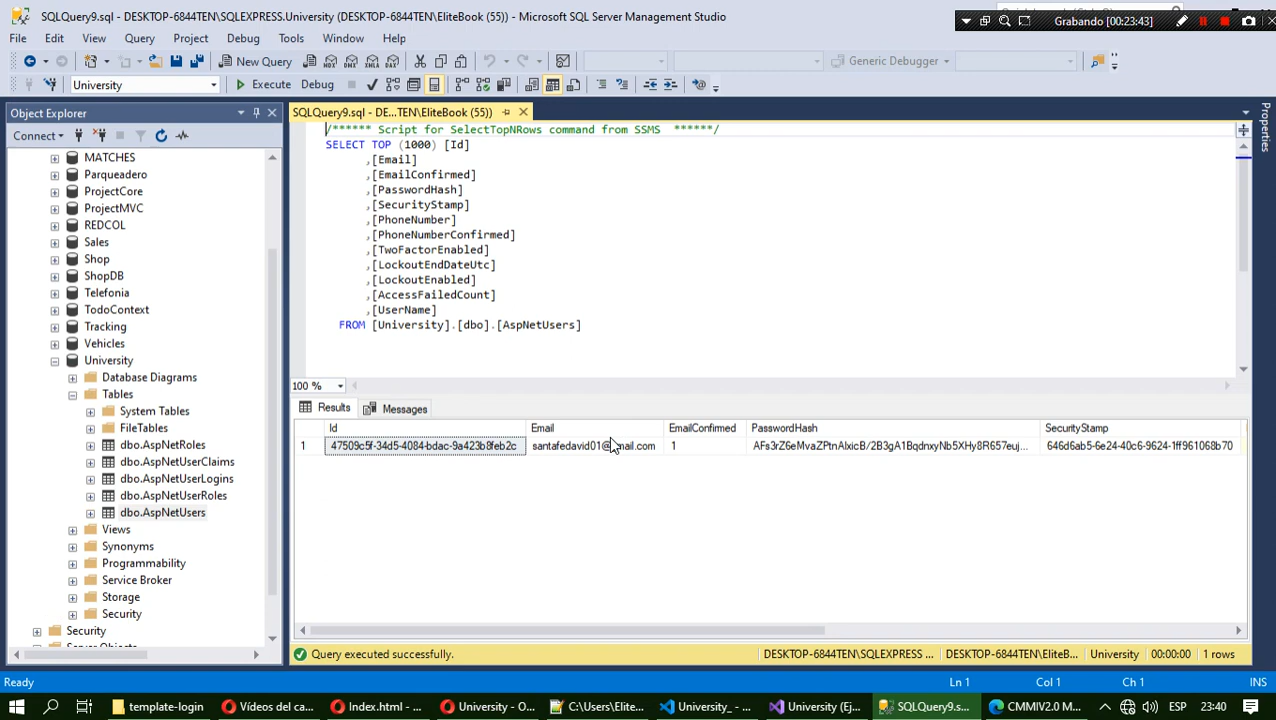 SQLQuery9.sql - DESKTOP-6844TEN\SQLEXPRESS.University (DESKTOP-6844TEN\EliteBook (55)) - Microsoft SQL Server Management Studio
Grabando [00:23:43]
File Edit View Query Project Debug Tools Window Help
New Query
Generic Debugger
University
Execute Debug
Object Explorer
SQLQuery9.sql - DE...TEN\EliteBook (55))
Properties
Connect
MATCHES
Parqueadero
ProjectCore
ProjectMVC
REDCOL
Sales
Shop
ShopDB
Telefonia
TodoContext
Tracking
Vehicles
University
Database Diagrams
Tables
System Tables
FileTables
dbo.AspNetRoles
dbo.AspNetUserClaims
dbo.AspNetUserLogins
dbo.AspNetUserRoles
dbo.AspNetUsers
Views
Synonyms
Programmability
Service Broker
Storage
Security
Security
/****** Script for SelectTopNRows command from SSMS ******/
SELECT TOP (1000) [Id]
,[Email]
,[EmailConfirmed]
,[PasswordHash]
,[SecurityStamp]
,[PhoneNumber]
,[PhoneNumberConfirmed]
,[TwoFactorEnabled]
,[LockoutEndDateUtc]
,[LockoutEnabled]
,[AccessFailedCount]
,[UserName]
FROM [University].[dbo].[AspNetUsers]
100 %
Results Messages
Id Email EmailConfirmed PasswordHash SecurityStamp
1 47509c5f-34d5-4084-bdac-9a423b8feb2c 1 646d6ab5-6e24-40c6-9624-1ff961068b70
Query executed successfully.
DESKTOP-6844TEN\SQLEXPRESS ... DESKTOP-6844TEN\EliteB... University 00:00:00 1 rows
Ready Ln 1 Col 1 Ch 1 INS
template-login Vídeos del ca... Index.html - ... University - O... C:\Users\Elite... University_ - ... University (Ej... SQLQuery9.s... CMMIV2.0 M... ESP 23:40